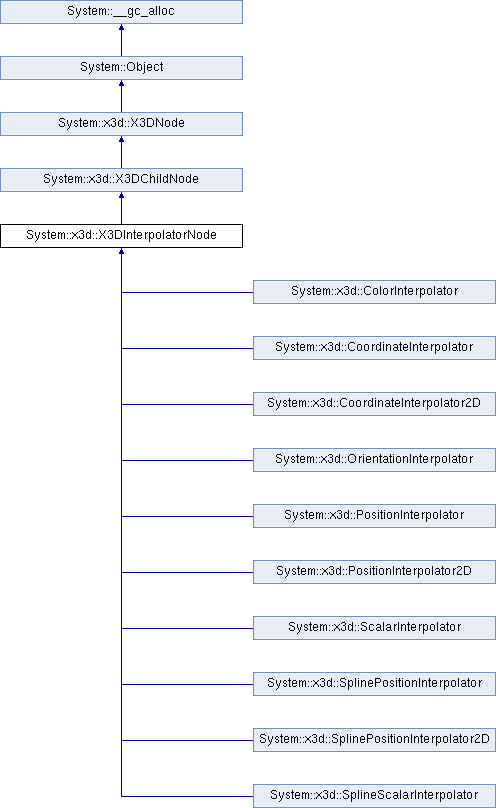 System::__gc_alloc
System::Object
System::x3d::X3DNode
System::x3d::X3DChildNode
System::x3d::X3DInterpolatorNode
System::x3d::ColorInterpolator
System::x3d::CoordinateInterpolator
System::x3d::CoordinateInterpolator2D
System::x3d::OrientationInterpolator
System::x3d::PositionInterpolator
System::x3d::PositionInterpolator2D
System::x3d::ScalarInterpolator
System::x3d::SplinePositionInterpolator
System::x3d::SplinePositionInterpolator2D
System::x3d::SplineScalarInterpolator